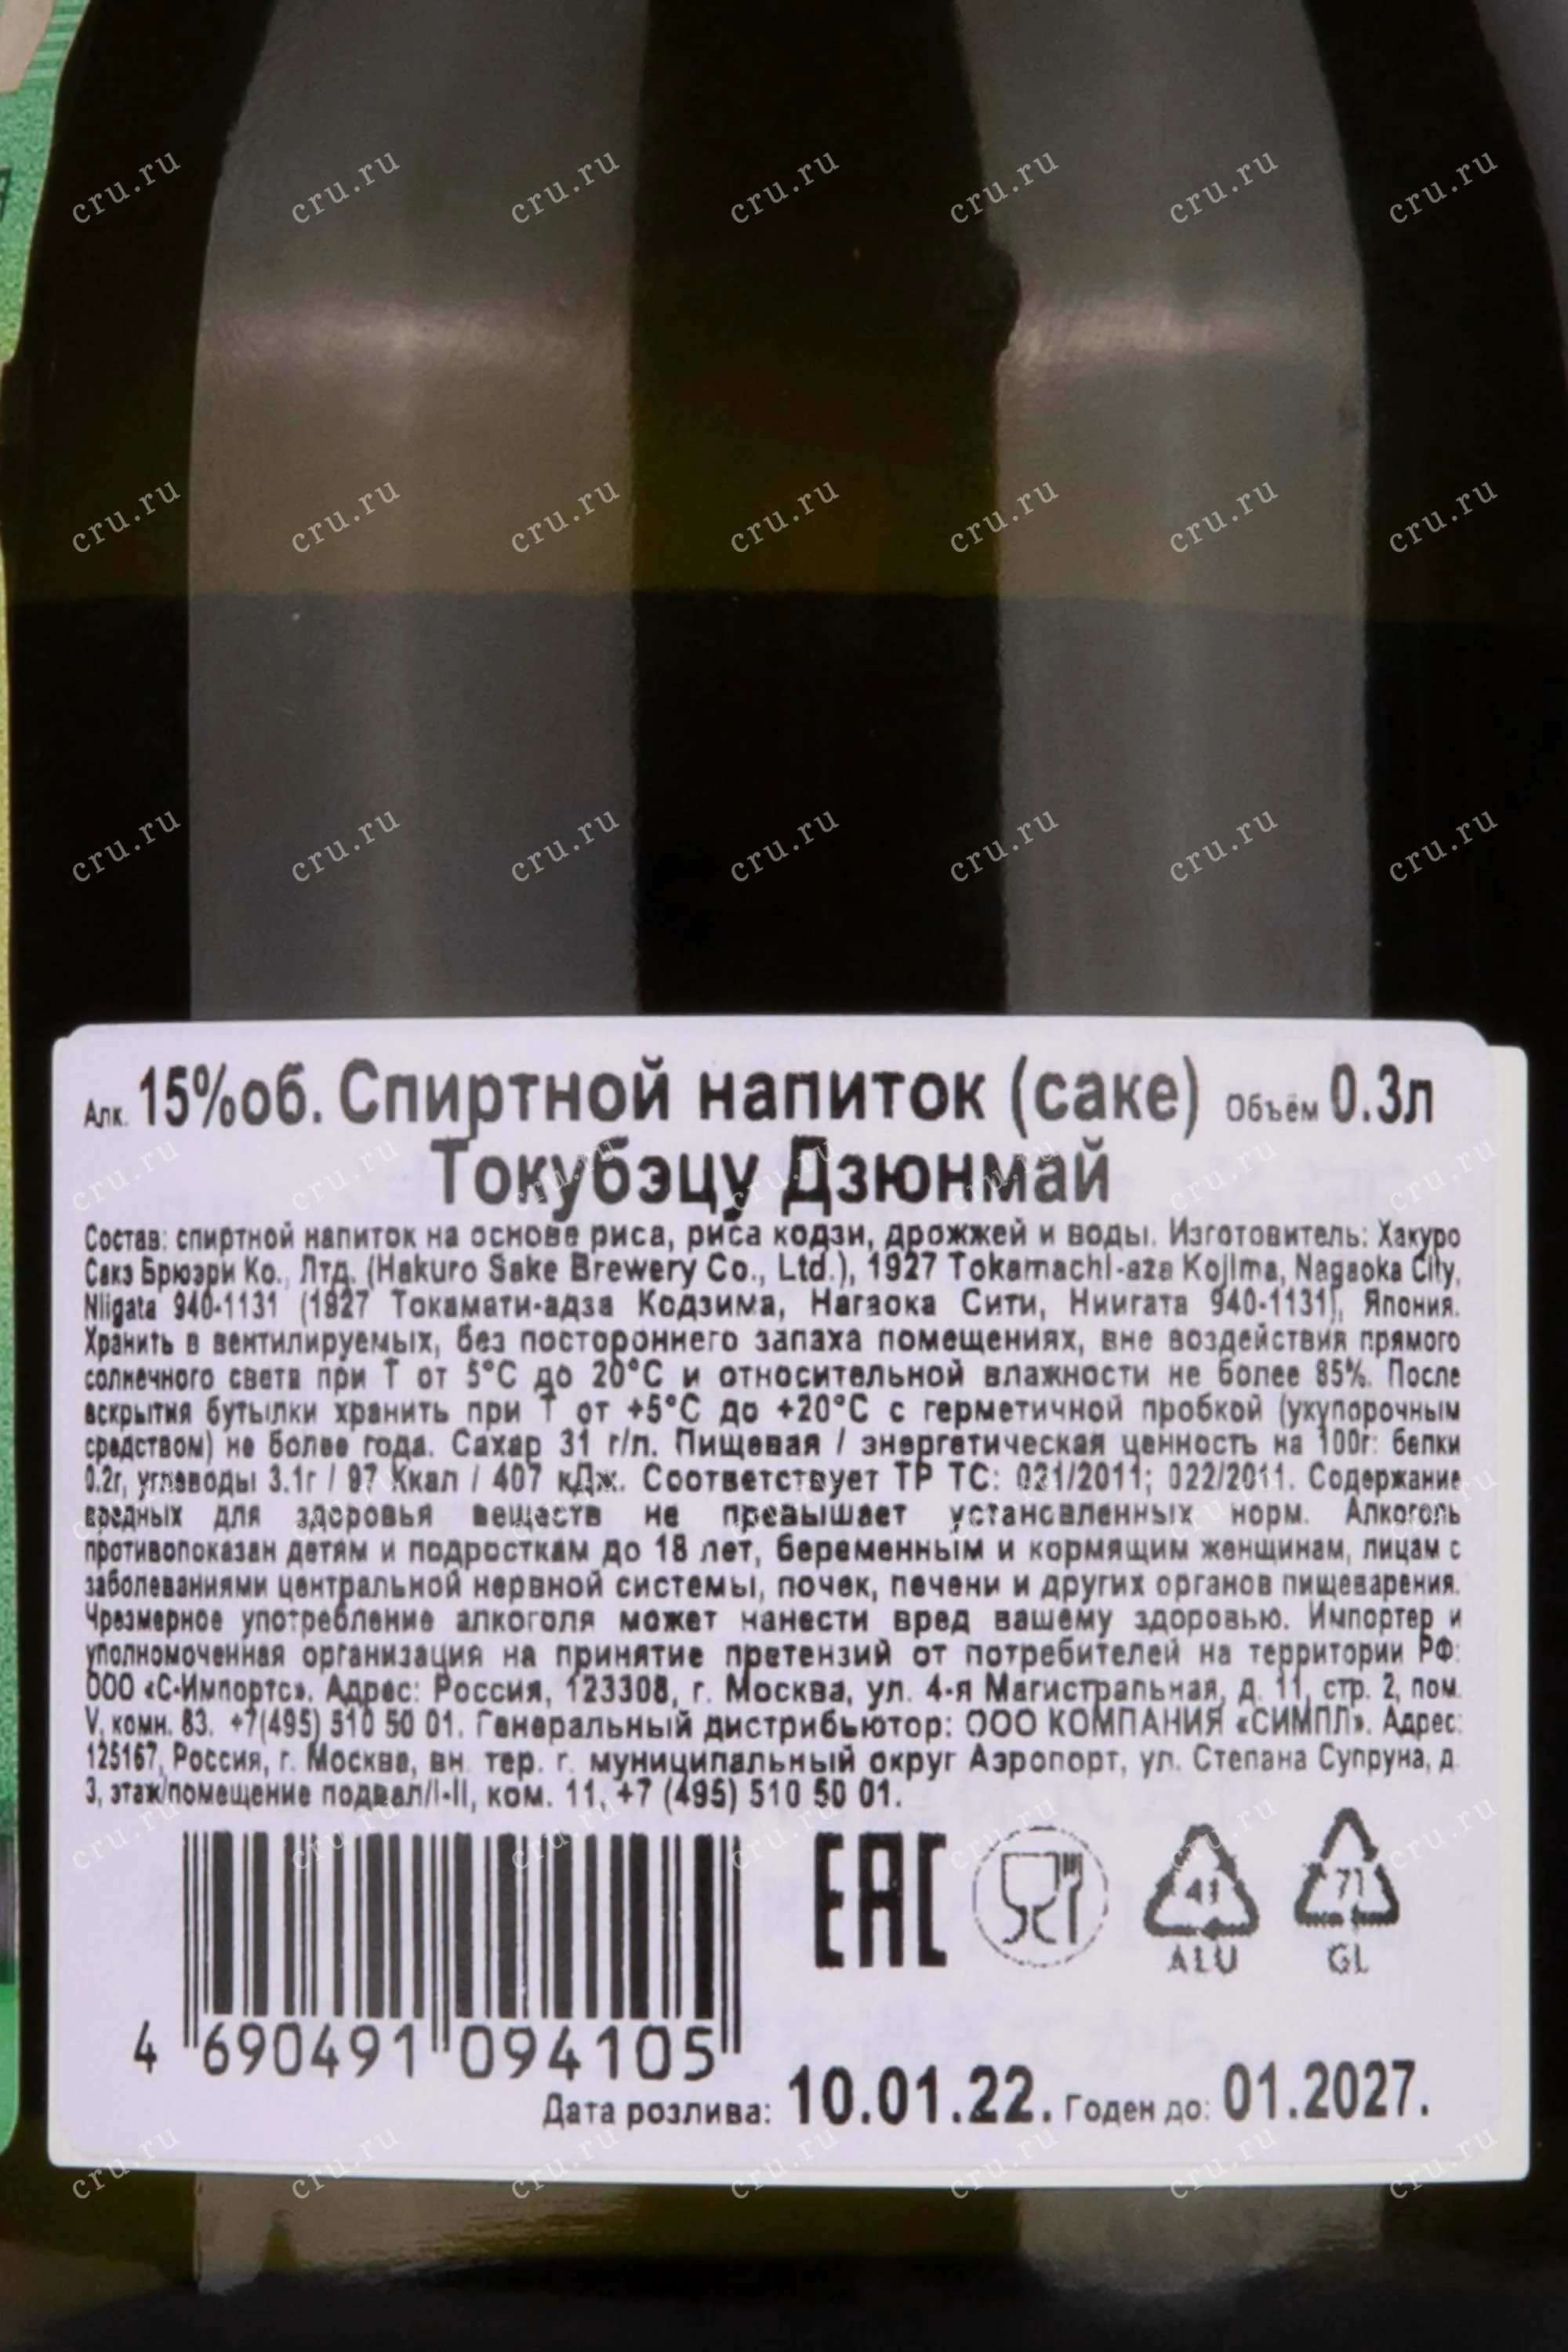 Алк. 15%об. Спиртной напиток (саке) Объём 0.3л
Токубэцу Дзюнмай
Состав: спиртной напиток на основе риса, риса кодзи, дрожжей и воды. Изготовитель: Хакуро
Сакэ Брюэри Ко., Лтд. (Hakuro Sake Brewery Co., Ltd.), 1927 Tokamachi-aza Kojima, Nagaoka City,
Niigata 940-1131 (1927 Токамати-адза Кодзима, Нагаока Сити, Ниигата 940-1131), Япония.
Хранить в вентилируемых, без постороннего запаха помещениях, вне воздействия прямого
солнечного света при Т от 5°С до 20°С и относительной влажности не более 85%. После
вскрытия бутылки хранить при Т от +5°С до +20°С с герметичной пробкой (укупорочным
средством) не более года. Сахар 31 г/л. Пищевая / энергетическая ценность на 100г: белки
0.2г, углеводы 3.1г / 97 Ккал / 407 кДж. Соответствует ТР ТС: 021/2011; 022/2011. Содержание
вредных для здоровья веществ не превышает установленных норм. Алкоголь
противопоказан детям и подросткам до 18 лет, беременным и кормящим женщинам, лицам с
заболеваниями центральной нервной системы, почек, печени и других органов пищеварения.
Чрезмерное употребление алкоголя может нанести вред вашему здоровью. Импортер и
уполномоченная организация на принятие претензий от потребителей на территории РФ:
ООО «С-Импортс». Адрес: Россия, 123308, г. Москва, ул. 4-я Магистральная, д. 11, стр. 2, пом.
V, комн. 83. +7(495) 510 50 01. Генеральный дистрибьютор: ООО КОМПАНИЯ «СИМПЛ». Адрес:
125167, Россия, г. Москва, вн. тер. г. муниципальный округ Аэропорт, ул. Степана Супруна, д.
3, этаж/помещение подвал/I-II, ком. 11, +7 (495) 510 50 01.
EAC
41 71
ALU GL
4 690491 094105
Дата розлива: 10.01.22. Годен до: 01.2027.
cru.ru